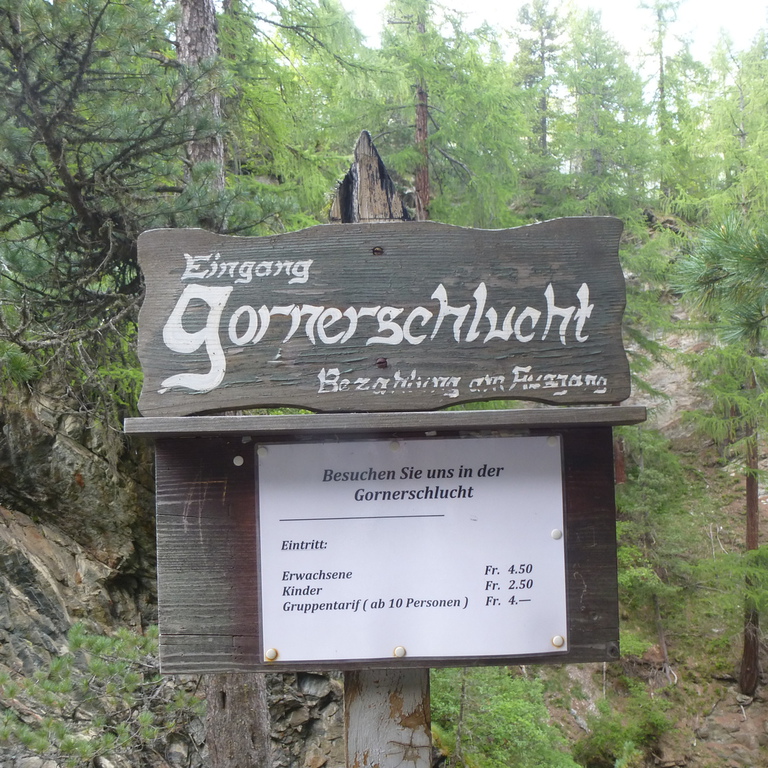 Eingang
Gornerschlucht
Bezahlung am Ausgang
Besuchen Sie uns in der
Gornerschlucht
Eintritt:
Erwachsene Fr. 4.50
Kinder Fr. 2.50
Gruppentarif ( ab 10 Personen ) Fr. 4.—